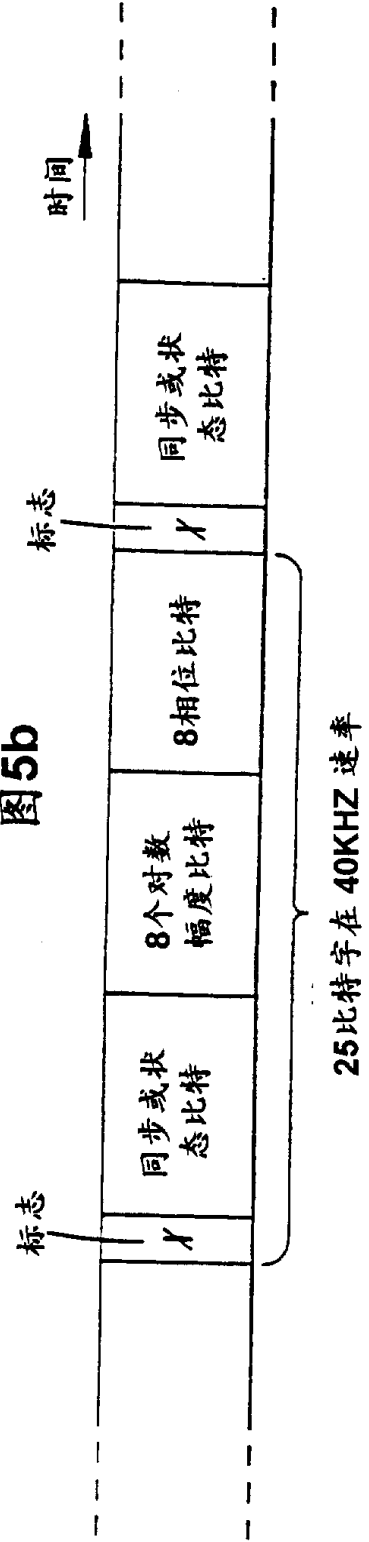 图5b
时间
标志
标志
X
同步或状
态比特
8个对数
幅度比特
8相位比特
X
同步或状
态比特
25比特字在 40KHZ 速率